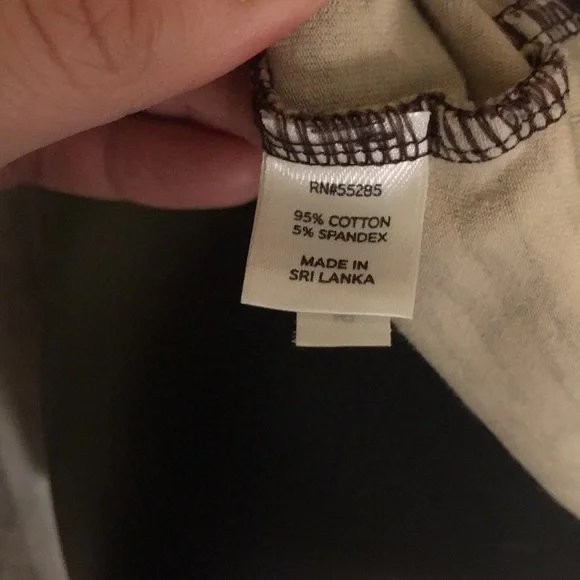 RN#55285
95% COTTON
5% SPANDEX
MADE IN
SRI LANKA